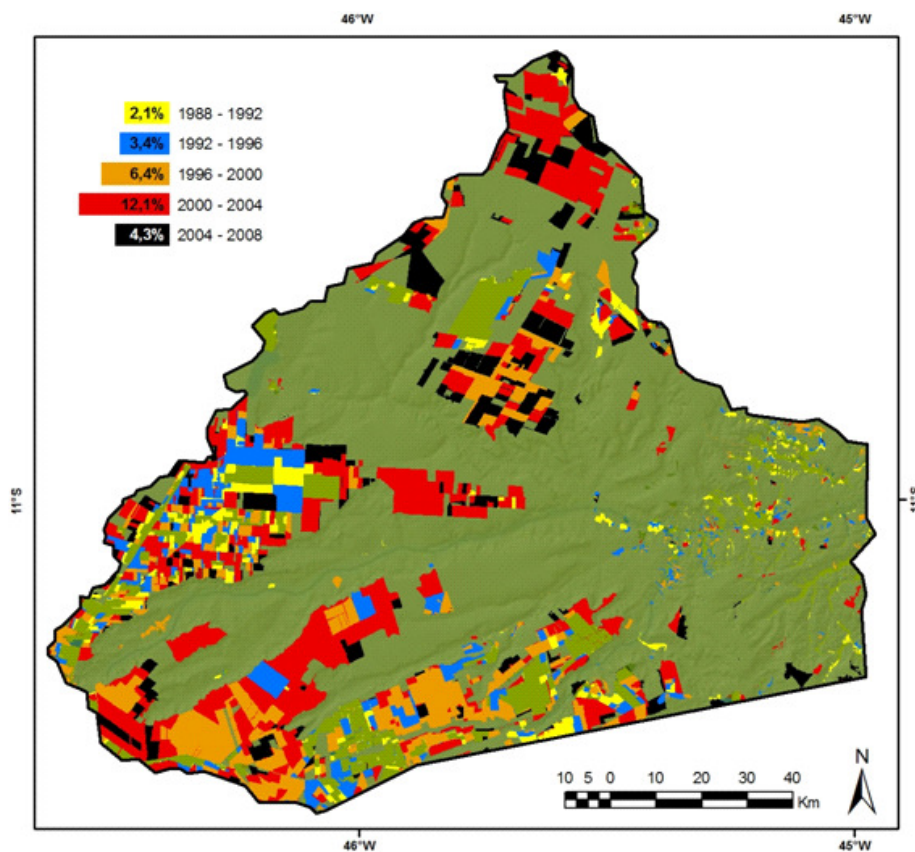 46°W 45°W
2,1% 1988 - 1992
3,4% 1992 - 1996
6,4% 1996 - 2000
12,1% 2000 - 2004
4,3% 2004 - 2008
11°S 11°S
N
10 5 0 10 20 30 40
Km
46°W 45°W